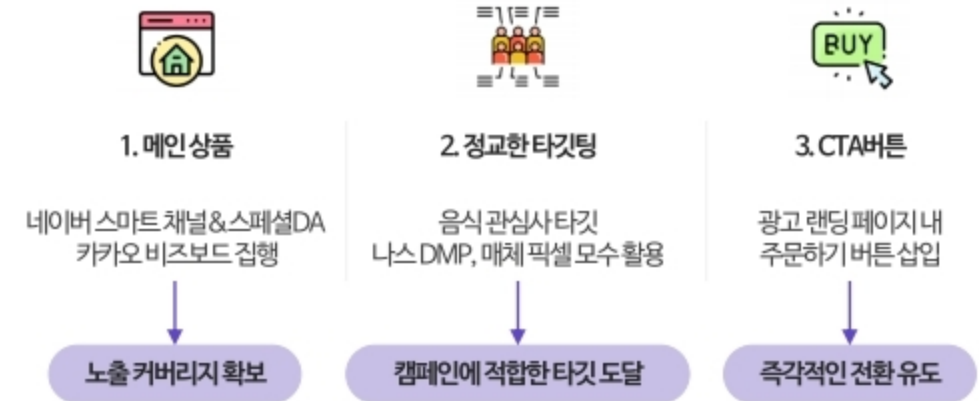 BUY
1. 메인 상품
네이버 스마트 채널&스페셜DA
카카오 비즈보드 집행
노출 커버리지 확보
2. 정교한 타깃팅
음식 관심사 타깃
나스 DMP, 매체 픽셀 모수 활용
캠페인에 적합한 타깃 도달
3. CTA버튼
광고 랜딩 페이지 내
주문하기 버튼 삽입
즉각적인 전환 유도